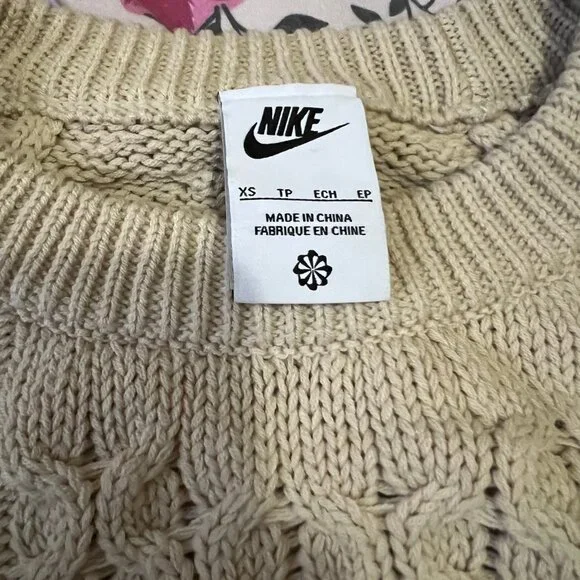 NIKE
XS TP ECH EP
MADE IN CHINA
FABRIQUE EN CHINE